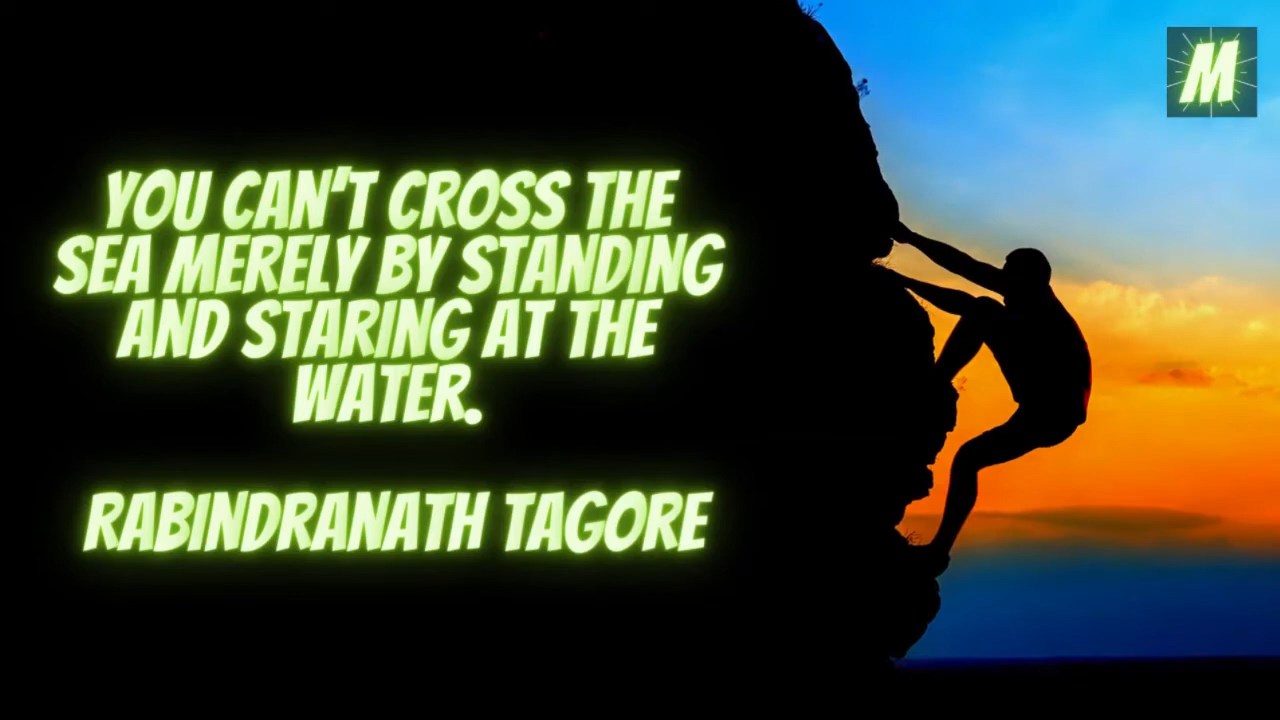 M
YOU CAN'T CROSS THE
SEA MERELY BY STANDING
AND STARING AT THE
WATER.
RABINDRANATH TAGORE